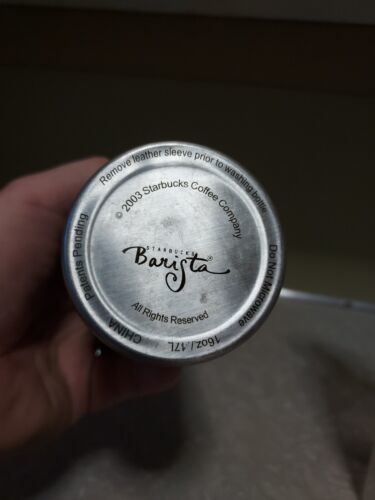 Remove leather sleeve prior to washing bottle
Do Not Microwave
16oz/.17L
CHINA
Patents Pending
© 2003 Starbucks Coffee Company
STARBUCKS
Barista®
All Rights Reserved